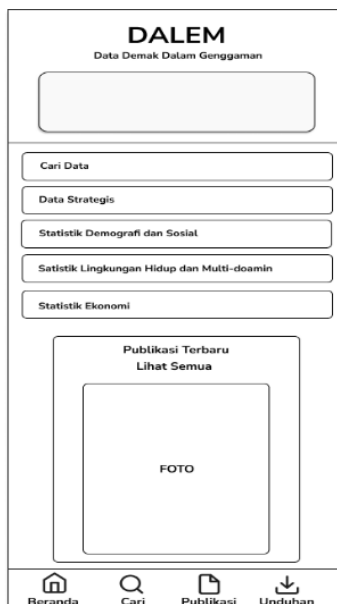 DALEM
Data Demak Dalam Genggaman
Cari Data
Data Strategis
Statistik Demografi dan Sosial
Satistik Lingkungan Hidup dan Multi-doamin
Statistik Ekonomi
Publikasi Terbaru
Lihat Semua
FOTO
Beranda Cari Publikasi Unduhan